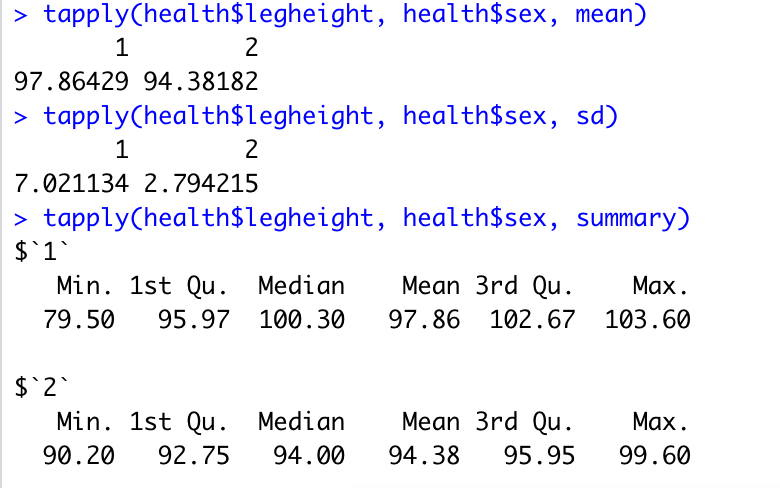 > tapply(health$legheight, health$sex, mean)
1 2
97.86429 94.38182
> tapply(health$legheight, health$sex, sd)
1 2
7.021134 2.794215
> tapply(health$legheight, health$sex, summary)
$`1`
Min. 1st Qu. Median Mean 3rd Qu. Max.
79.50 95.97 100.30 97.86 102.67 103.60
$`2`
Min. 1st Qu. Median Mean 3rd Qu. Max.
90.20 92.75 94.00 94.38 95.95 99.60